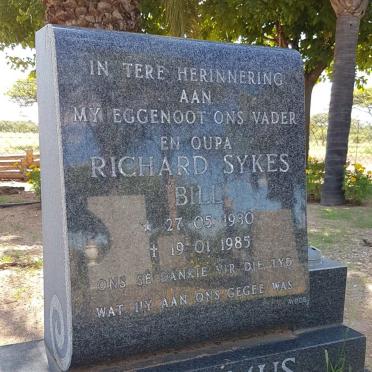 IN TERE HERINNERING
AAN
MY EGGENOOT ONS VADER
EN OUPA
RICHARD SYKES
BILL
* 27·05·1930
† 19·01·1985
ONS SÊ DANKIE VIR DIE TYD
WAT HY AAN ONS GEGEE WAS